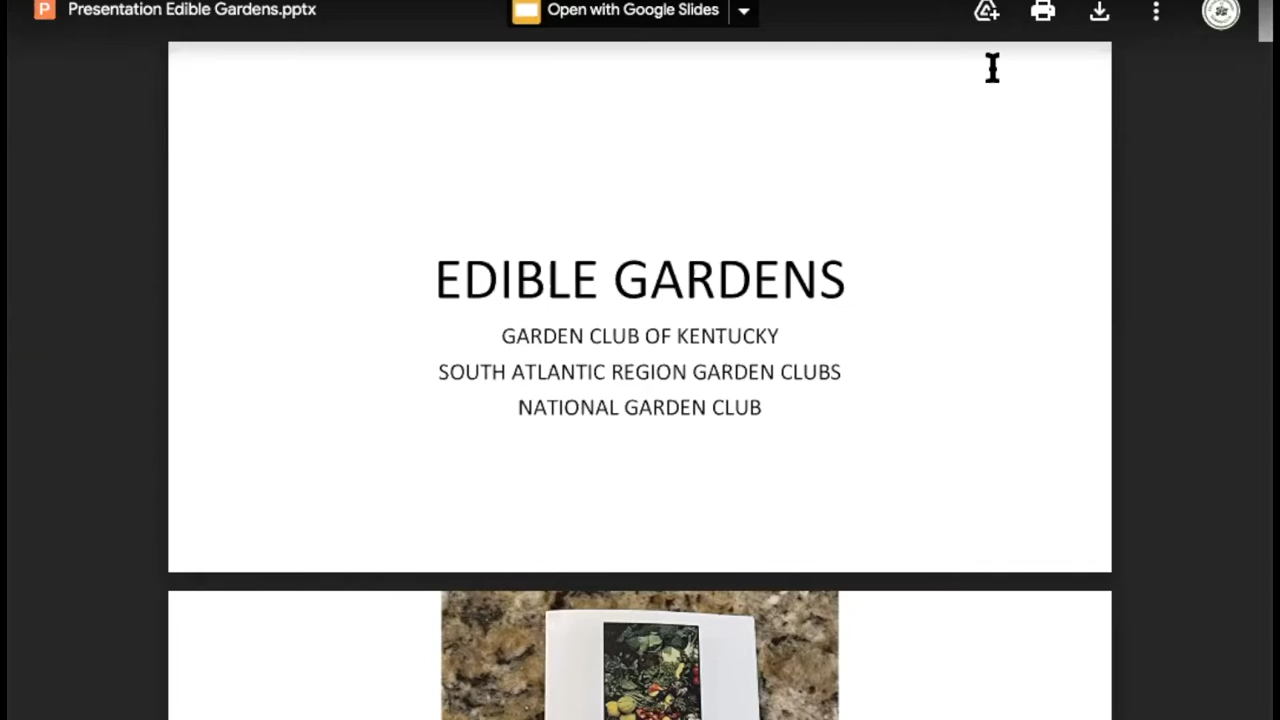 P Presentation Edible Gardens.pptx
Open with Google Slides
EDIBLE GARDENS
GARDEN CLUB OF KENTUCKY
SOUTH ATLANTIC REGION GARDEN CLUBS
NATIONAL GARDEN CLUB